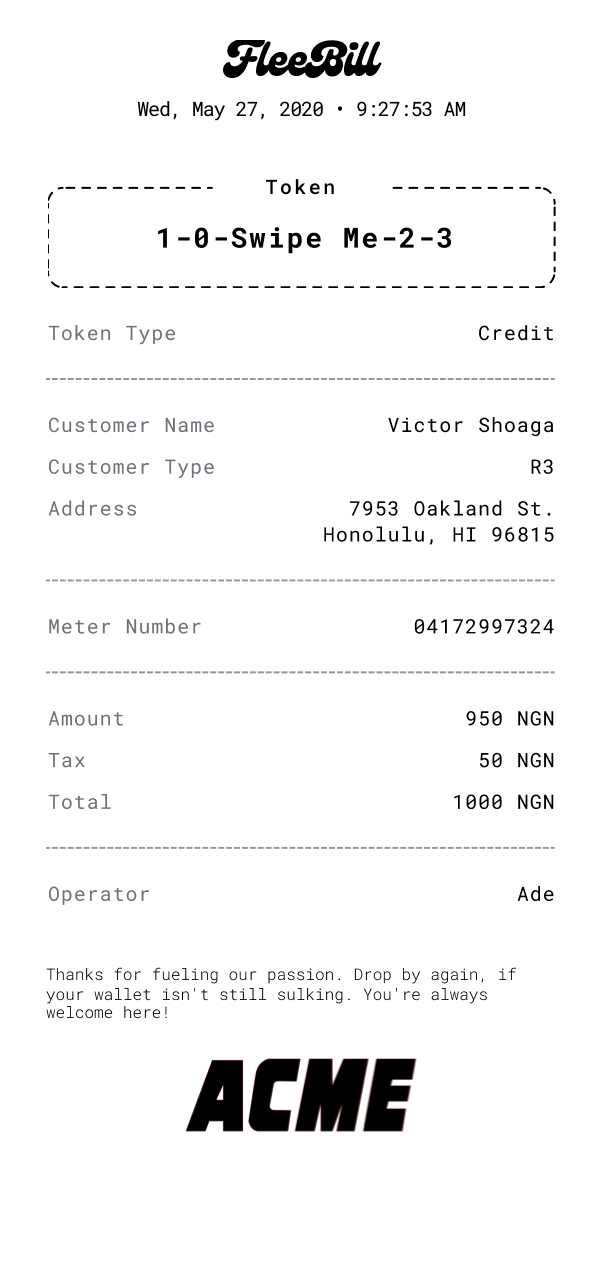 FleeBill
Wed, May 27, 2020 • 9:27:53 AM
Token
1-0-Swipe Me-2-3
Token Type Credit
Customer Name Victor Shoaga
Customer Type R3
Address 7953 Oakland St.
Honolulu, HI 96815
Meter Number 04172997324
Amount 950 NGN
Tax 50 NGN
Total 1000 NGN
Operator Ade
Thanks for fueling our passion. Drop by again, if
your wallet isn't still sulking. You're always
welcome here!
ACME